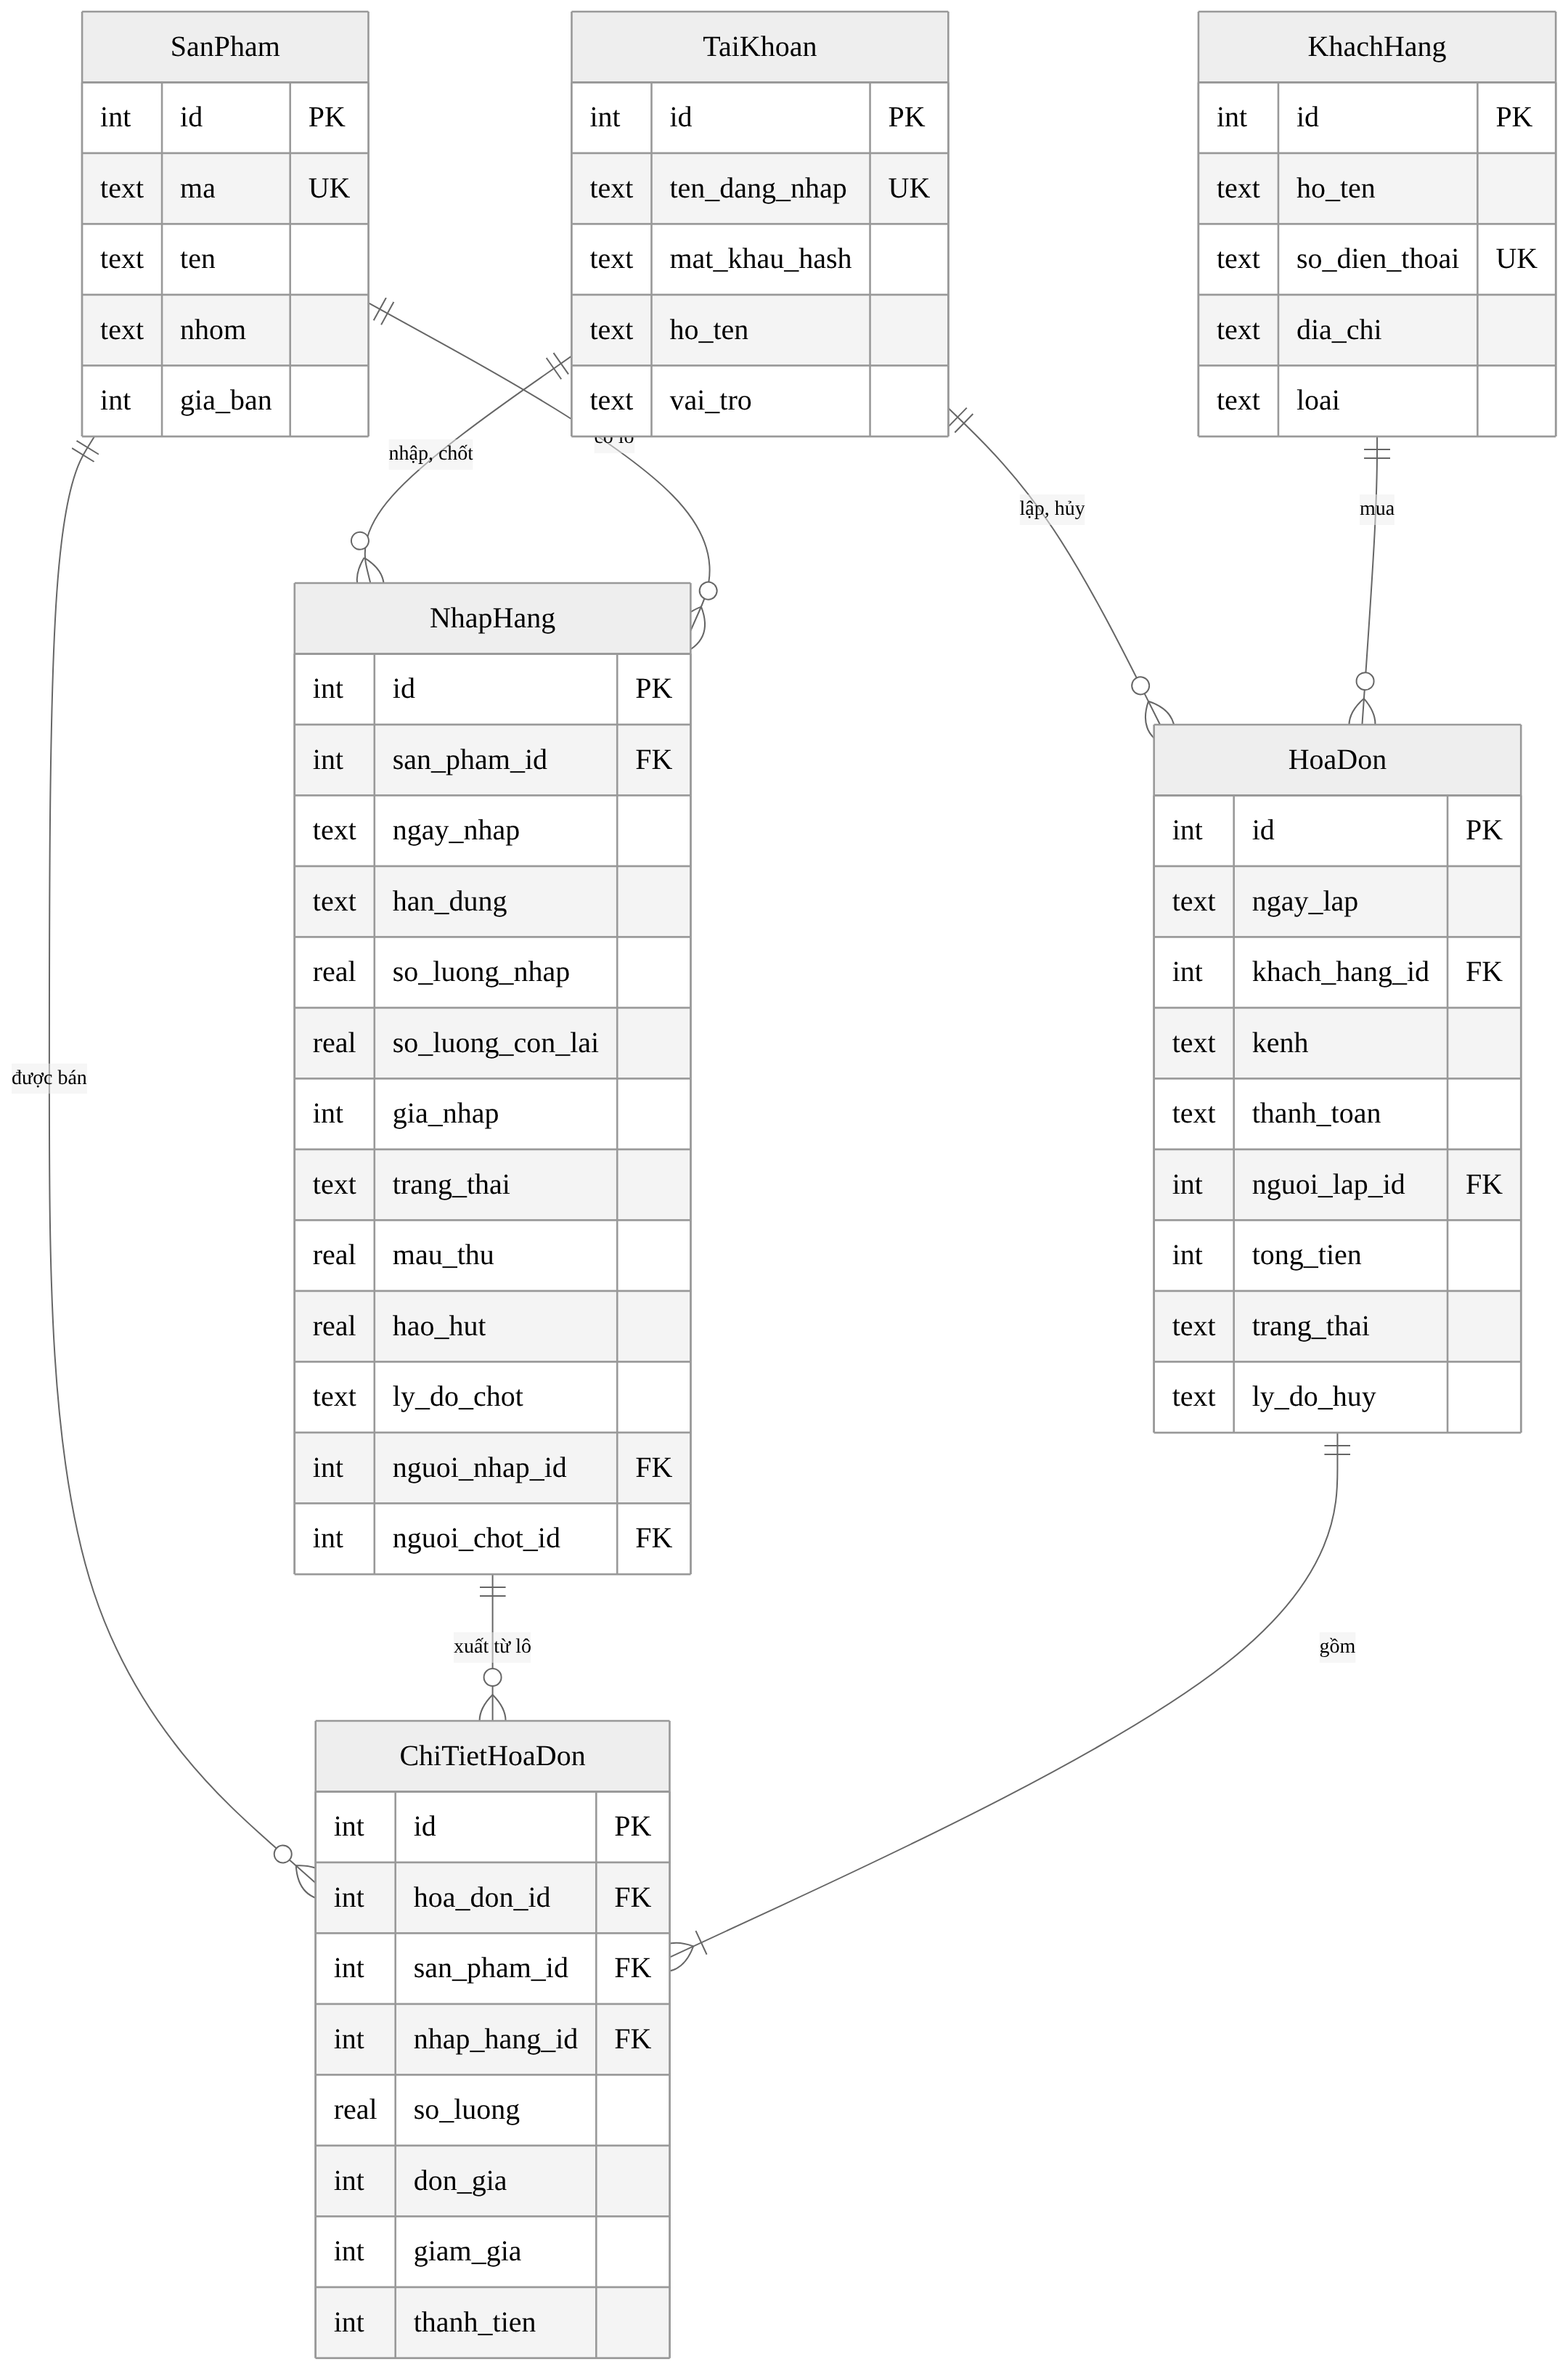 SanPham
int id PK
text ma UK
text ten
text nhom
int gia_ban
TaiKhoan
int id PK
text ten_dang_nhap UK
text mat_khau_hash
text ho_ten
text vai_tro
KhachHang
int id PK
text ho_ten
text so_dien_thoai UK
text dia_chi
text loai
nhập, chốt
lập, hủy
mua
NhapHang
int id PK
int san_pham_id FK
text ngay_nhap
text han_dung
real so_luong_nhap
real so_luong_con_lai
int gia_nhap
text trang_thai
real mau_thu
real hao_hut
text ly_do_chot
int nguoi_nhap_id FK
int nguoi_chot_id FK
HoaDon
int id PK
text ngay_lap
int khach_hang_id FK
text kenh
text thanh_toan
int nguoi_lap_id FK
int tong_tien
text trang_thai
text ly_do_huy
được bán
xuất từ lô
gồm
ChiTietHoaDon
int id PK
int hoa_don_id FK
int san_pham_id FK
int nhap_hang_id FK
real so_luong
int don_gia
int giam_gia
int thanh_tien